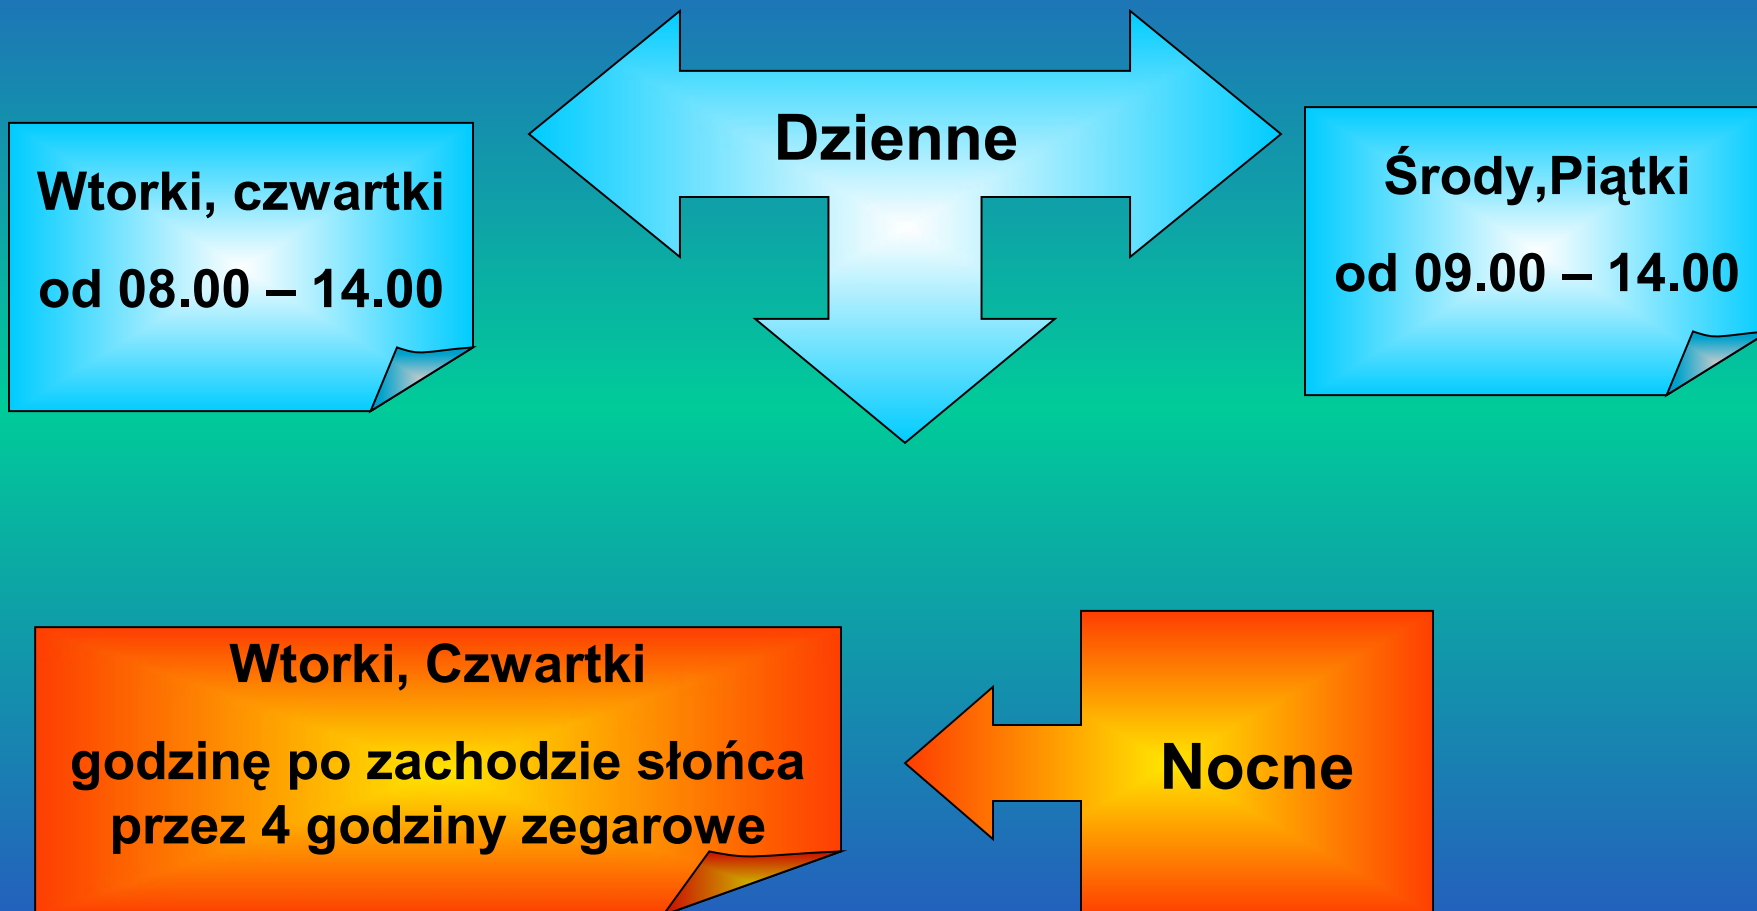 Dzienne
Wtorki, czwartki
od 08.00 – 14.00
Środy,Piątki
od 09.00 – 14.00
Wtorki, Czwartki
godzinę po zachodzie słońca
przez 4 godziny zegarowe
Nocne